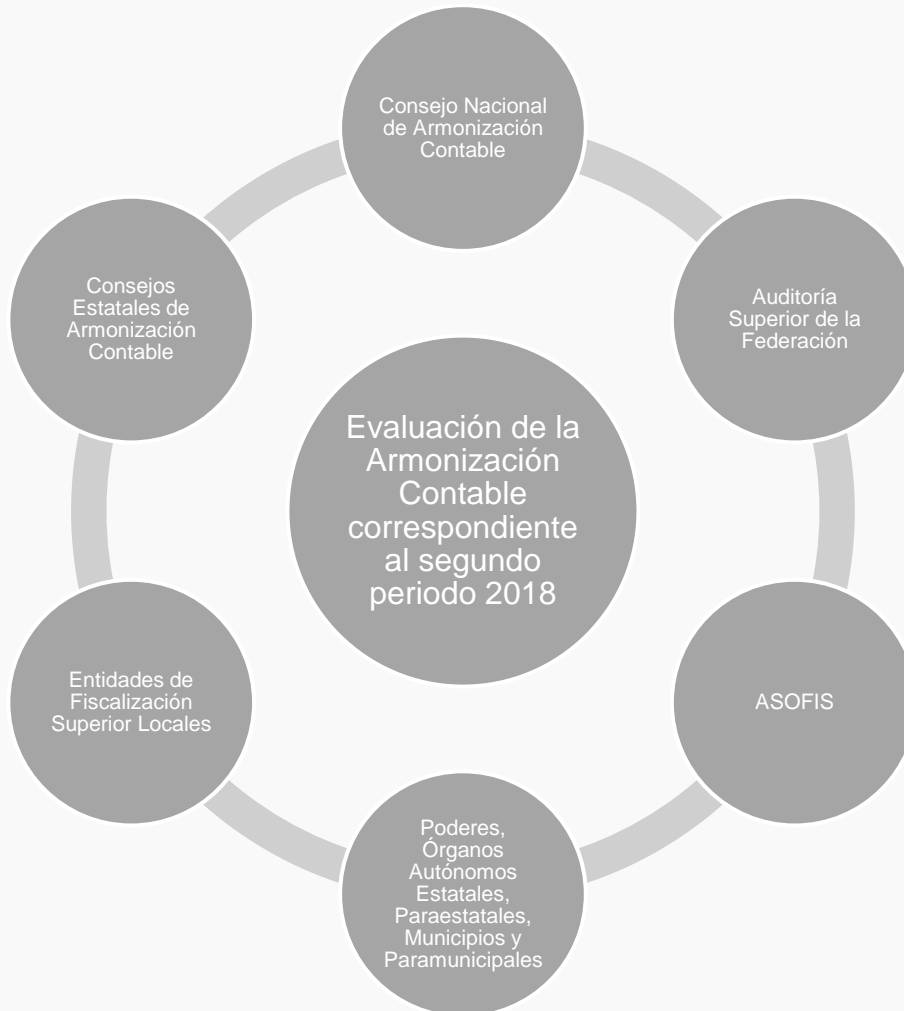 Consejo Nacional
de Armonización
Contable
Consejos
Estatales de
Armonización
Contable
Auditoría
Superior de la
Federación
Evaluación de la
Armonización
Contable
correspondiente
al segundo
periodo 2018
Entidades de
Fiscalización
Superior Locales
ASOFIS
Poderes,
Órganos
Autónomos
Estatales,
Paraestatales,
Municipios y
Paramunicipales